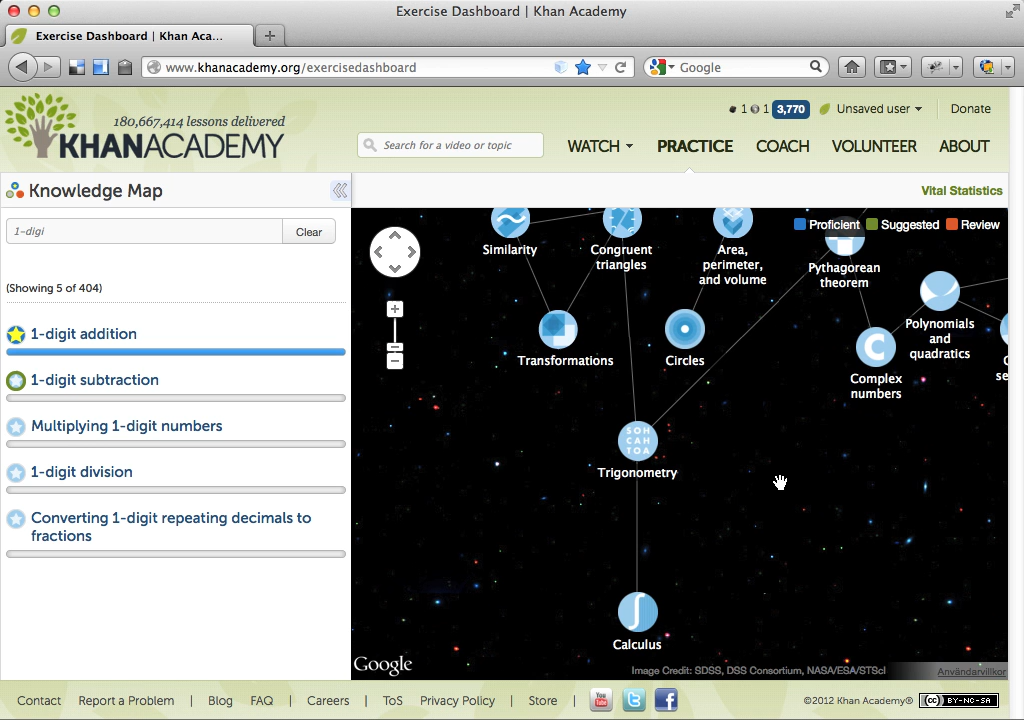 Exercise Dashboard | Khan Academy
Exercise Dashboard | Khan Aca...
www.khanacademy.org/exercisedashboard
Google
180,667,414 lessons delivered
KHANACADEMY
1 1 3,770 Unsaved user Donate
Search for a video or topic
WATCH PRACTICE COACH VOLUNTEER ABOUT
Knowledge Map
Vital Statistics
1-digi
Clear
(Showing 5 of 404)
1-digit addition
1-digit subtraction
Multiplying 1-digit numbers
1-digit division
Converting 1-digit repeating decimals to
fractions
Proficient Suggested Review
Similarity
Congruent
triangles
Area,
perimeter,
and volume
Pythagorean
theorem
Polynomials
and
quadratics
Transformations
Circles
C
Complex
numbers
SOH
CAH
TOA
Trigonometry
Calculus
Google
Image Credit: SDSS, DSS Consortium, NASA/ESA/STScI
Användarvillkor
Contact Report a Problem | Blog FAQ | Careers | ToS Privacy Policy | Store |
You
Tube
©2012 Khan Academy®
cc BY-NC-SA